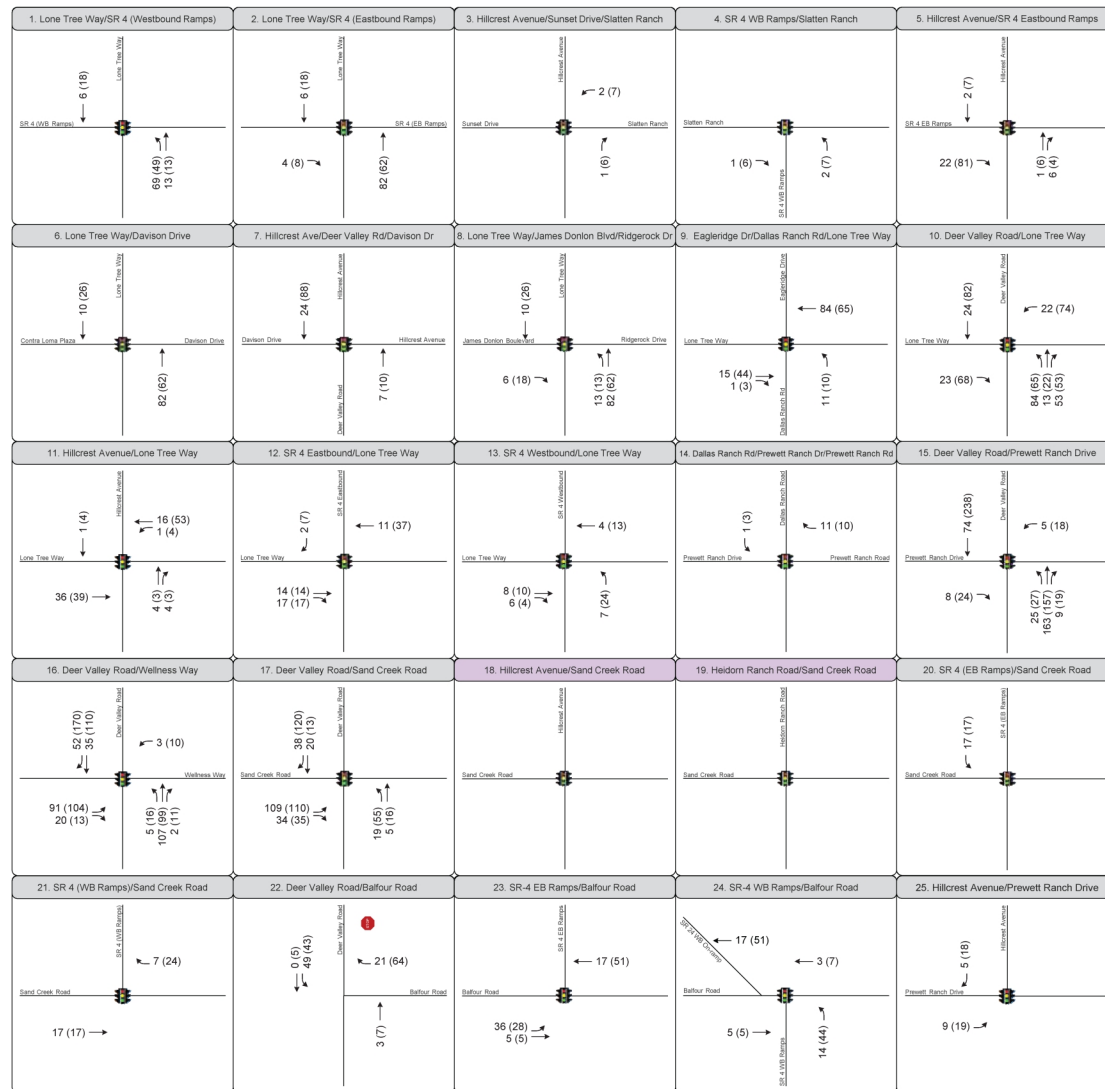 1. Lone Tree Way/SR 4 (Westbound Ramps)
Lone Tree Way
6 (18)
SR 4 (WB Ramps)
69 (49)
13 (13)
2. Lone Tree Way/SR 4 (Eastbound Ramps)
Lone Tree Way
6 (18)
SR 4 (EB Ramps)
4 (8)
82 (62)
3. Hillcrest Avenue/Sunset Drive/Slatten Ranch
Hillcrest Avenue
2 (7)
Sunset Drive
Slatten Ranch
1 (6)
4. SR 4 WB Ramps/Slatten Ranch
Slatten Ranch
1 (6)
2 (7)
SR 4 WB Ramps
5. Hillcrest Avenue/SR 4 Eastbound Ramps
Hillcrest Avenue
2 (7)
SR 4 EB Ramps
22 (81)
1 (6)
6 (4)
6. Lone Tree Way/Davison Drive
Lone Tree Way
10 (26)
Contra Loma Plaza
Davison Drive
82 (62)
7. Hillcrest Ave/Deer Valley Rd/Davison Dr
Hillcrest Avenue
24 (88)
Davison Drive
Hillcrest Avenue
7 (10)
Deer Valley Road
8. Lone Tree Way/James Donlon Blvd/Ridgerock Dr
Lone Tree Way
10 (26)
James Donlon Boulevard
Ridgerock Drive
6 (18)
13 (13)
82 (62)
9. Eagleridge Dr/Dallas Ranch Rd/Lone Tree Way
Eagleridge Drive
84 (65)
Lone Tree Way
15 (44)
1 (3)
11 (10)
Dallas Ranch Rd
10. Deer Valley Road/Lone Tree Way
Deer Valley Road
24 (82)
22 (74)
Lone Tree Way
23 (68)
84 (65)
13 (22)
53 (53)
11. Hillcrest Avenue/Lone Tree Way
Hillcrest Avenue
1 (4)
16 (53)
1 (4)
Lone Tree Way
36 (39)
4 (3)
4 (3)
12. SR 4 Eastbound/Lone Tree Way
SR 4 Eastbound
2 (7)
11 (37)
Lone Tree Way
14 (14)
17 (17)
13. SR 4 Westbound/Lone Tree Way
SR 4 Westbound
4 (13)
Lone Tree Way
8 (10)
6 (4)
7 (24)
14. Dallas Ranch Rd/Prewett Ranch Dr/Prewett Ranch Rd
Dallas Ranch Road
1 (3)
11 (10)
Prewett Ranch Drive
Prewett Ranch Road
15. Deer Valley Road/Prewett Ranch Drive
Deer Valley Road
74 (238)
5 (18)
Prewett Ranch Drive
8 (24)
25 (27)
163 (157)
9 (19)
16. Deer Valley Road/Wellness Way
Deer Valley Road
52 (170)
35 (110)
3 (10)
Wellness Way
91 (104)
20 (13)
5 (16)
107 (99)
2 (11)
17. Deer Valley Road/Sand Creek Road
Deer Valley Road
38 (120)
20 (13)
Sand Creek Road
109 (110)
34 (35)
19 (55)
5 (16)
18. Hillcrest Avenue/Sand Creek Road
Hillcrest Avenue
Sand Creek Road
19. Heidorn Ranch Road/Sand Creek Road
Heidorn Ranch Road
Sand Creek Road
20. SR 4 (EB Ramps)/Sand Creek Road
SR 4 (EB Ramps)
17 (17)
Sand Creek Road
21. SR 4 (WB Ramps)/Sand Creek Road
SR 4 (WB Ramps)
7 (24)
Sand Creek Road
17 (17)
22. Deer Valley Road/Balfour Road
STOP
Deer Valley Road
0 (5)
49 (43)
21 (64)
Balfour Road
3 (7)
23. SR-4 EB Ramps/Balfour Road
SR 4 EB Ramps
17 (51)
Balfour Road
36 (28)
5 (5)
24. SR-4 WB Ramps/Balfour Road
SR 24 WB On-ramp
17 (51)
3 (7)
Balfour Road
5 (5)
14 (44)
SR 4 WB Ramps
25. Hillcrest Avenue/Prewett Ranch Drive
Hillcrest Avenue
5 (18)
Prewett Ranch Drive
9 (19)